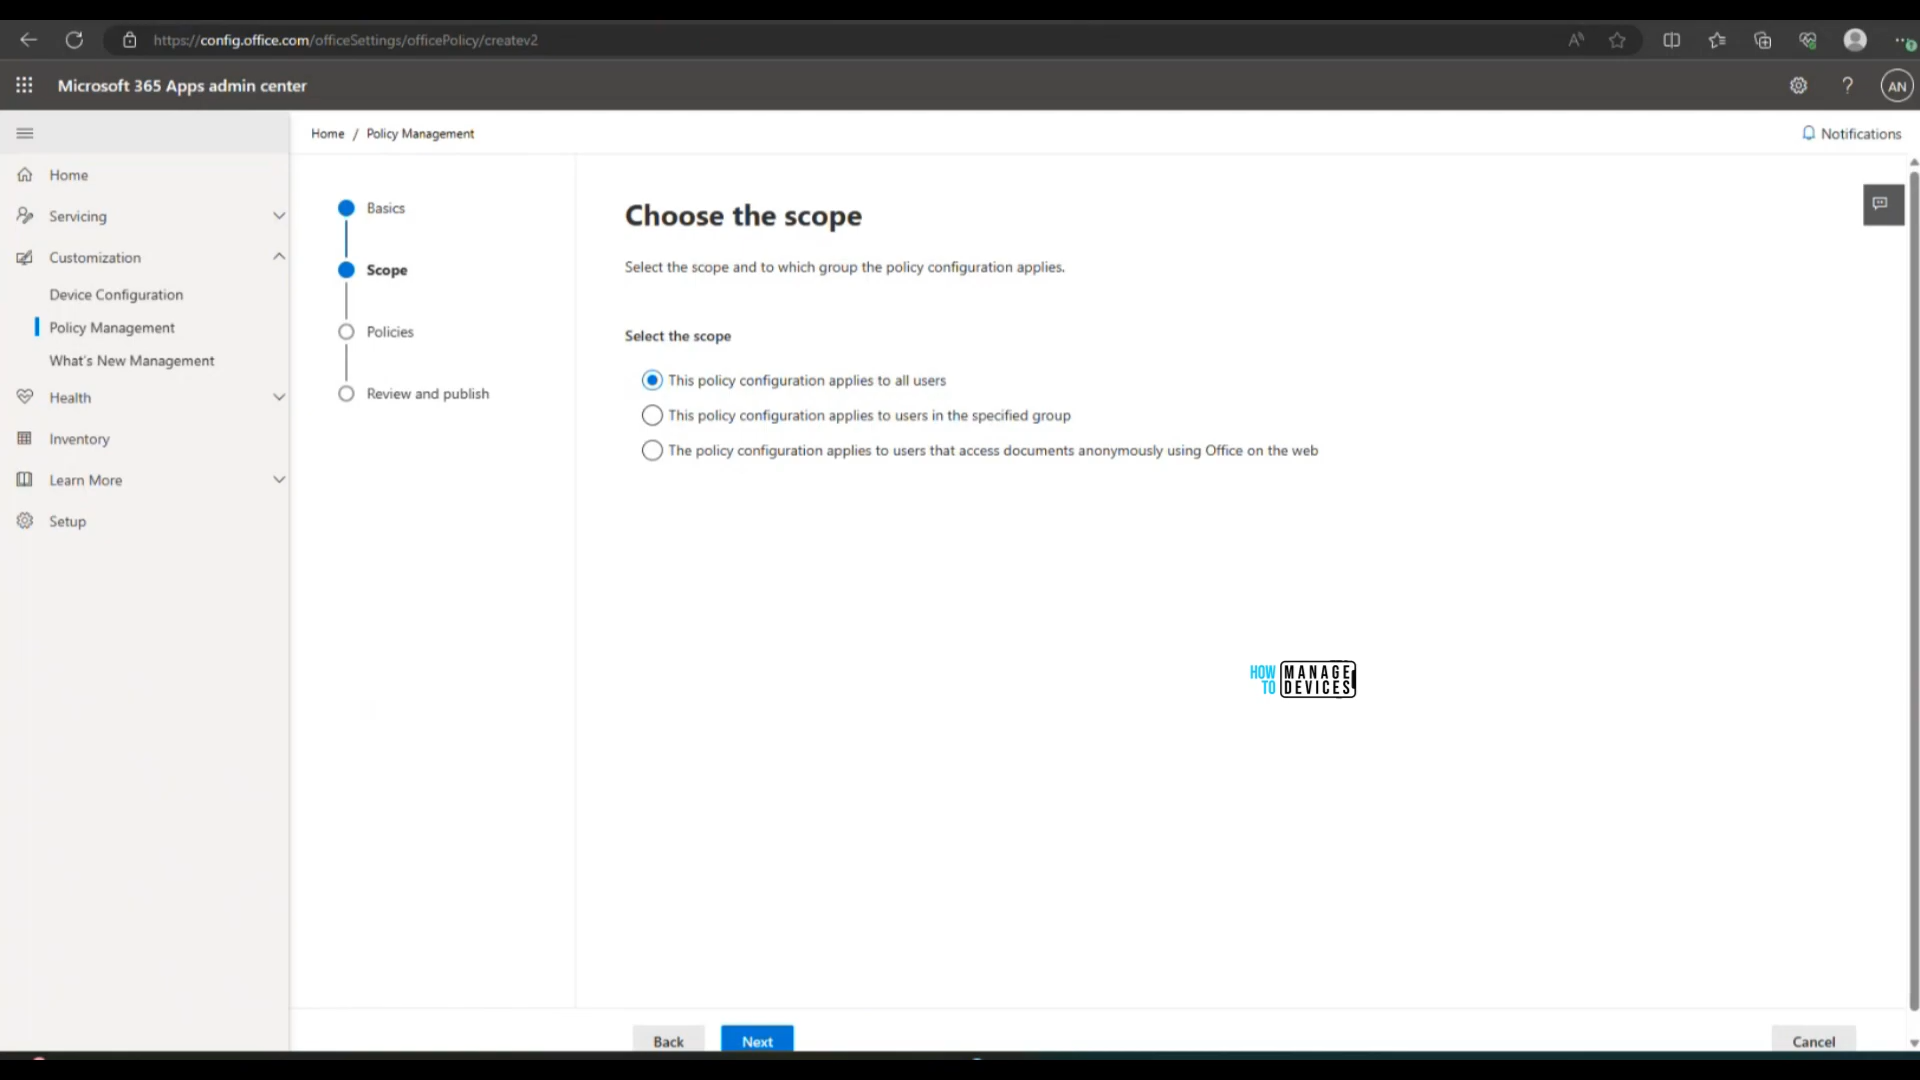 https://config.office.com/officeSettings/officePolicy/createv2
Microsoft 365 Apps admin center
?
AN
Home / Policy Management
Notifications
Home
Servicing
Customization
Device Configuration
Policy Management
What's New Management
Health
Inventory
Learn More
Setup
Basics
Scope
Policies
Review and publish
Choose the scope
Select the scope and to which group the policy configuration applies.
Select the scope
This policy configuration applies to all users
This policy configuration applies to users in the specified group
The policy configuration applies to users that access documents anonymously using Office on the web
HOW TO MANAGE DEVICES
Back
Next
Cancel